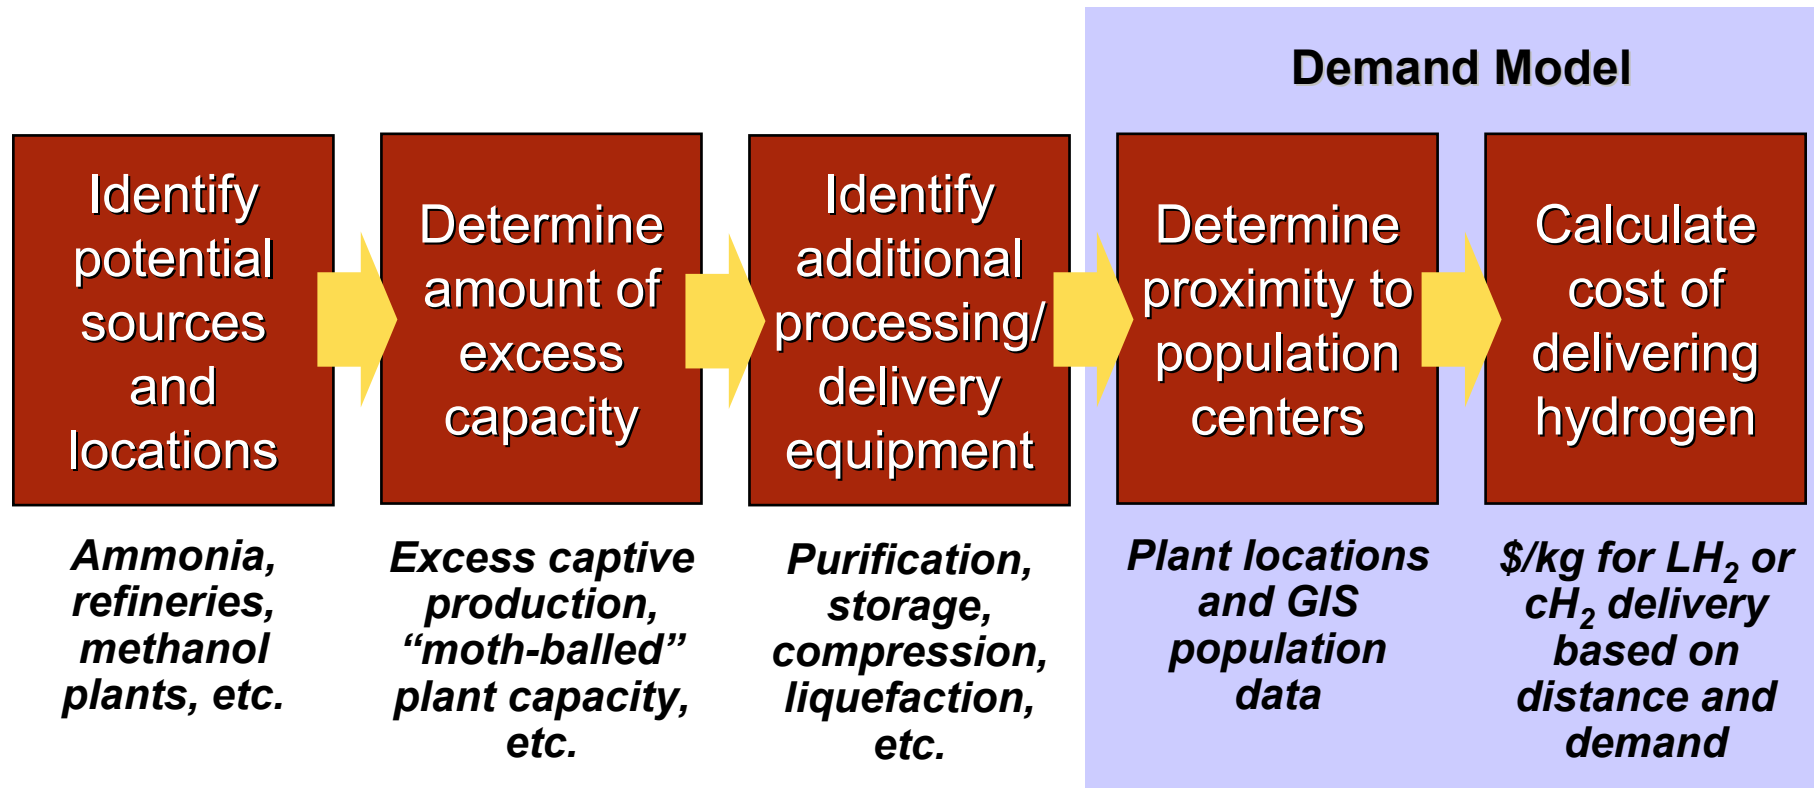 Demand Model
Identify
potential
sources
and
locations
Determine
amount of
excess
capacity
Identify
additional
processing/
delivery
equipment
Determine
proximity to
population
centers
Calculate
cost of
delivering
hydrogen
Ammonia,
refineries,
methanol
plants, etc.
Excess captive
production,
“moth-balled”
plant capacity,
etc.
Purification,
storage,
compression,
liquefaction,
etc.
Plant locations
and GIS
population
data
$/kg for LH₂ or
cH₂ delivery
based on
distance and
demand